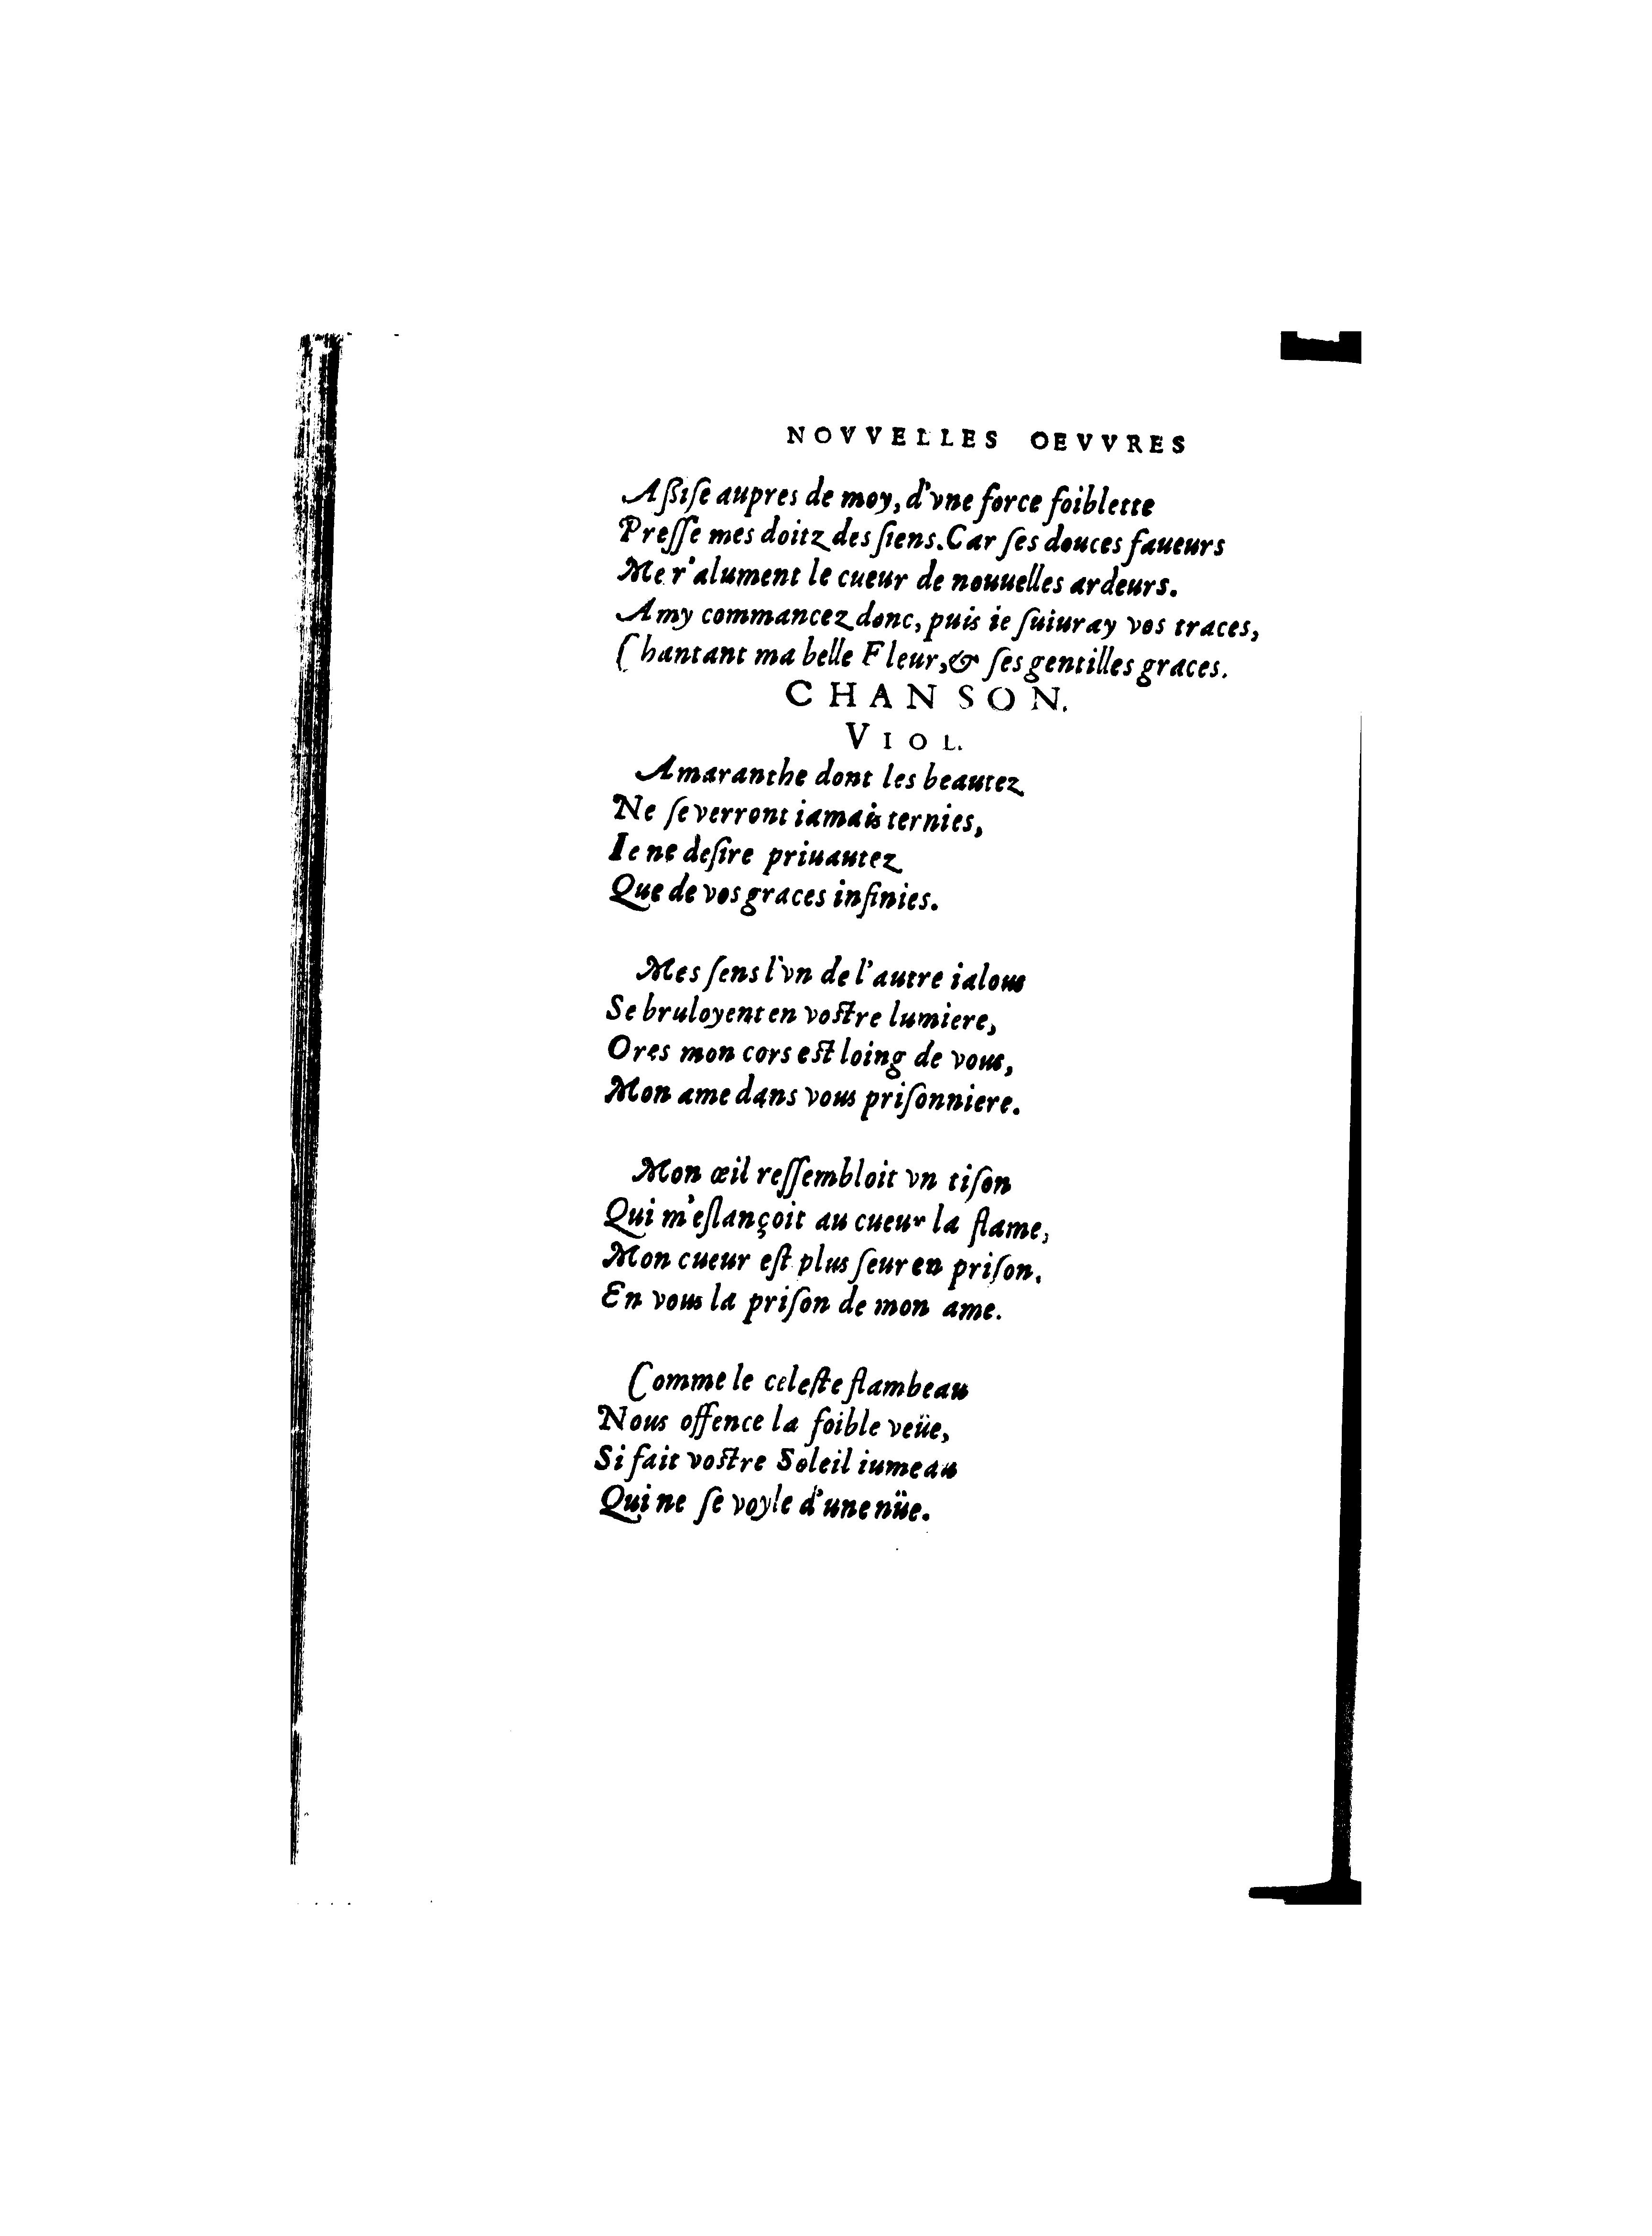 NOVVELLES OEVVRES
Aßiſe aupres de moy, d'vne force foiblette
Preſſe mes doitz des ſiens. Car ſes douces faueurs
Me r'alument le cueur de nouuelles ardeurs.
Amy commancez donc, puis ie ſuiuray vos traces,
Chantant ma belle Fleur, & ſes gentilles graces.
CHANSON.
VIOL.
Amaranthe dont les beautez
Ne ſe verront iamais ternies,
Ie ne deſire priuautez
Que de vos graces infinies.
Mes ſens l'vn de l'autre ialous
Se bruloyent en voſtre lumiere,
Ores mon cors eſt loing de vous,
Mon ame dans vous priſonniere.
Mon œil reſſembloit vn tiſon
Qui m'eſlançoit au cueur la flame,
Mon cueur eſt plus ſeur en priſon.
En vous la priſon de mon ame.
Comme le celeſte flambeau
Nous offence la foible veüe,
Si fait voſtre Soleil iumeau
Qui ne ſe voyle d'une nüe.